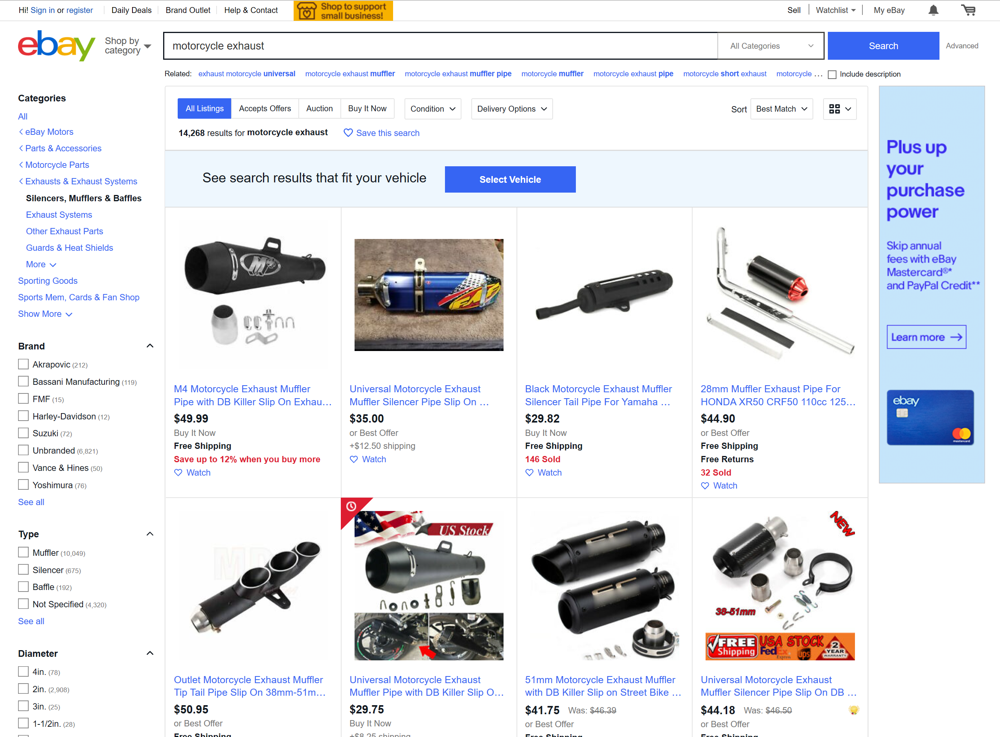 Hi! Sign in or register
Daily Deals
Brand Outlet
Help & Contact
Shop to support
small business!
Sell
Watchlist
My eBay
ebay
Shop by
category
motorcycle exhaust
All Categories
Search
Advanced
Related: exhaust motorcycle universal motorcycle exhaust muffler motorcycle exhaust muffler pipe motorcycle muffler motorcycle exhaust pipe motorcycle short exhaust motorcycle ...
Include description
Categories
All
eBay Motors
Parts & Accessories
Motorcycle Parts
Exhausts & Exhaust Systems
Silencers, Mufflers & Baffles
Exhaust Systems
Other Exhaust Parts
Guards & Heat Shields
More
Sporting Goods
Sports Mem, Cards & Fan Shop
Show More
Brand
Akrapovic (212)
Bassani Manufacturing (119)
FMF (15)
Harley-Davidson (12)
Suzuki (72)
Unbranded (6,821)
Vance & Hines (50)
Yoshimura (76)
See all
Type
Muffler (10,049)
Silencer (675)
Baffle (192)
Not Specified (4,320)
See all
Diameter
4in. (78)
2in. (2,908)
3in. (25)
1-1/2in. (28)
All Listings
Accepts Offers
Auction
Buy It Now
Condition
Delivery Options
Sort
Best Match
14,268 results for motorcycle exhaust
Save this search
See search results that fit your vehicle
Select Vehicle
M4
M4 Motorcycle Exhaust Muffler
Pipe with DB Killer Slip On Exhau...
$49.99
Buy It Now
Free Shipping
Save up to 12% when you buy more
Watch
FMF
Universal Motorcycle Exhaust
Muffler Silencer Pipe Slip On ...
$35.00
or Best Offer
+$12.50 shipping
Watch
Black Motorcycle Exhaust Muffler
Silencer Tail Pipe For Yamaha ...
$29.82
Buy It Now
Free Shipping
146 Sold
Watch
28mm Muffler Exhaust Pipe For
HONDA XR50 CRF50 110cc 125...
$44.90
or Best Offer
Free Shipping
Free Returns
32 Sold
Watch
Outlet Motorcycle Exhaust Muffler
Tip Tail Pipe Slip On 38mm-51m...
$50.95
or Best Offer
Free Shipping
US Stock
Universal Motorcycle Exhaust
Muffler Pipe with DB Killer Slip O...
$29.75
Buy It Now
+$8.25 shipping
51mm Motorcycle Exhaust Muffler
with DB Killer Slip on Street Bike ...
$41.75 Was: $46.39
or Best Offer
Free Shipping
NEW
38-51mm
FREE
Shipping
USA STOCK
FedEx
Express
ups
2
YEAR
WARRANTY
Universal Motorcycle Exhaust
Muffler Silencer Pipe Slip On DB ...
$44.18 Was: $46.50
or Best Offer
Free Shipping
Plus up
your
purchase
power
Skip annual
fees with eBay
Mastercard®*
and PayPal Credit**
Learn more
ebay
mastercard